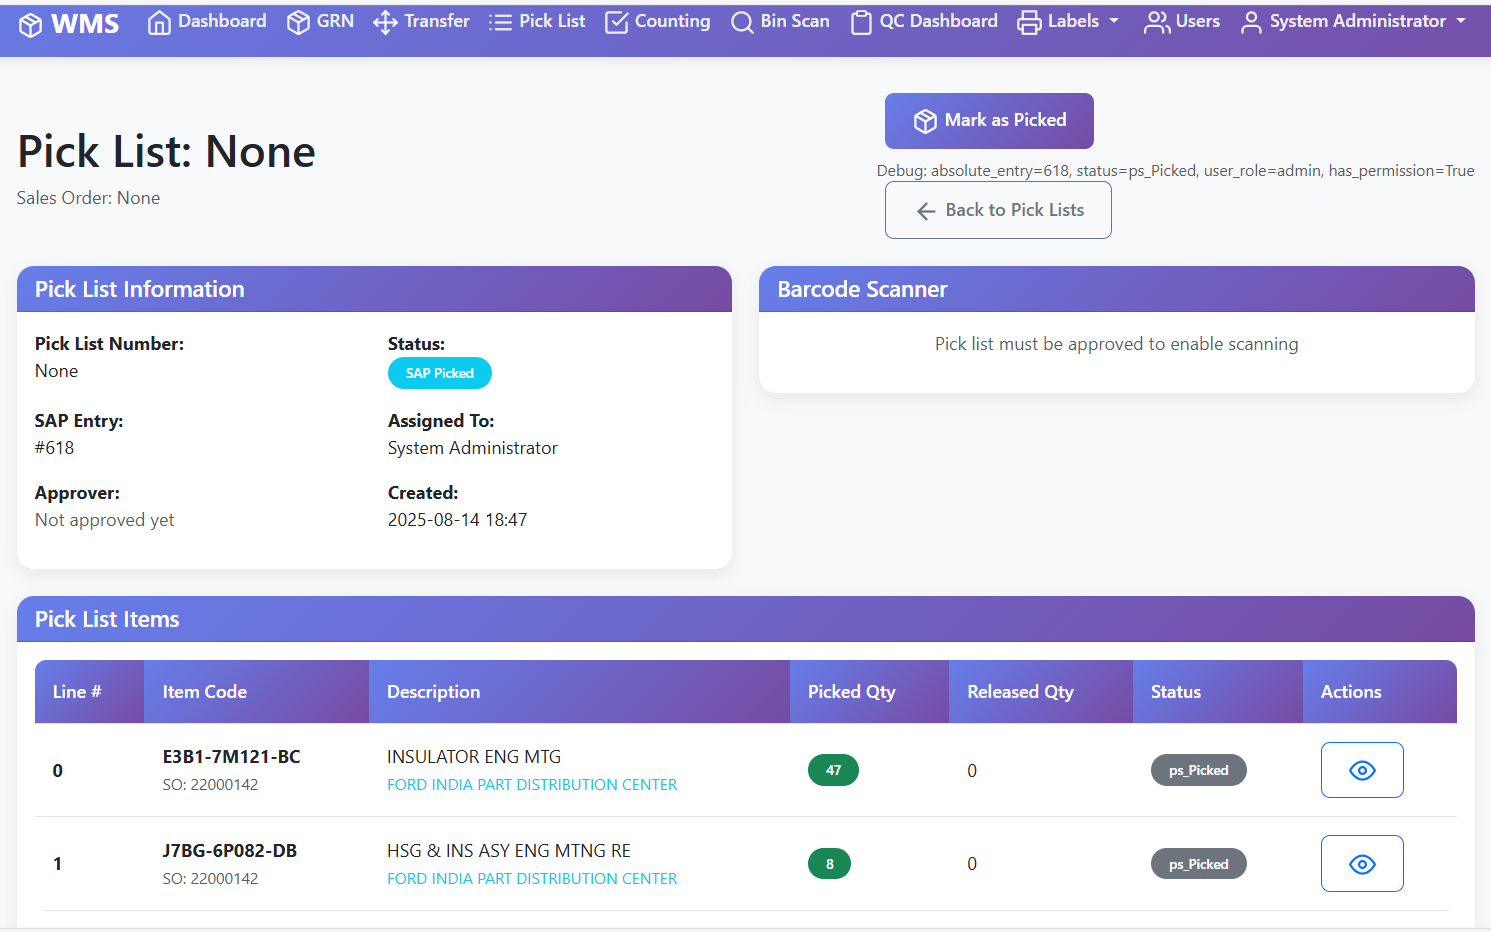 WMS Dashboard GRN Transfer Pick List Counting Bin Scan QC Dashboard Labels Users System Administrator
Mark as Picked
Pick List: None
Debug: absolute_entry=618, status=ps_Picked, user_role=admin, has_permission=True
Sales Order: None
Back to Pick Lists
Pick List Information
Pick List Number:
None
Status:
SAP Picked
SAP Entry:
#618
Assigned To:
System Administrator
Approver:
Not approved yet
Created:
2025-08-14 18:47
Barcode Scanner
Pick list must be approved to enable scanning
Pick List Items
Line # Item Code Description Picked Qty Released Qty Status Actions
0 E3B1-7M121-BC INSULATOR ENG MTG 47 0 ps_Picked
SO: 22000142 FORD INDIA PART DISTRIBUTION CENTER
1 J7BG-6P082-DB HSG & INS ASY ENG MTNG RE 8 0 ps_Picked
SO: 22000142 FORD INDIA PART DISTRIBUTION CENTER